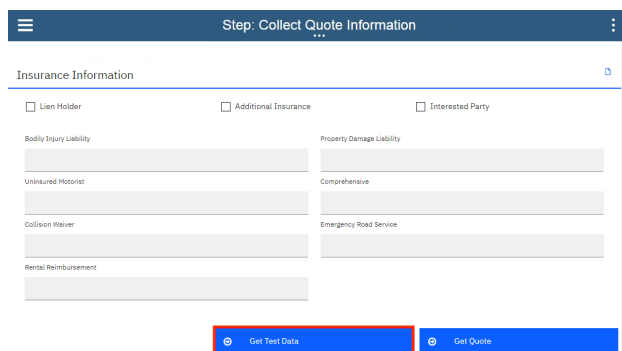 Step: Collect Quote Information
Insurance Information
Lien Holder Additional Insurance Interested Party
Bodily Injury Liability Property Damage Liability
Uninsured Motorist Comprehensive
Collision Waiver Emergency Road Service
Rental Reimbursement
Get Test Data Get Quote